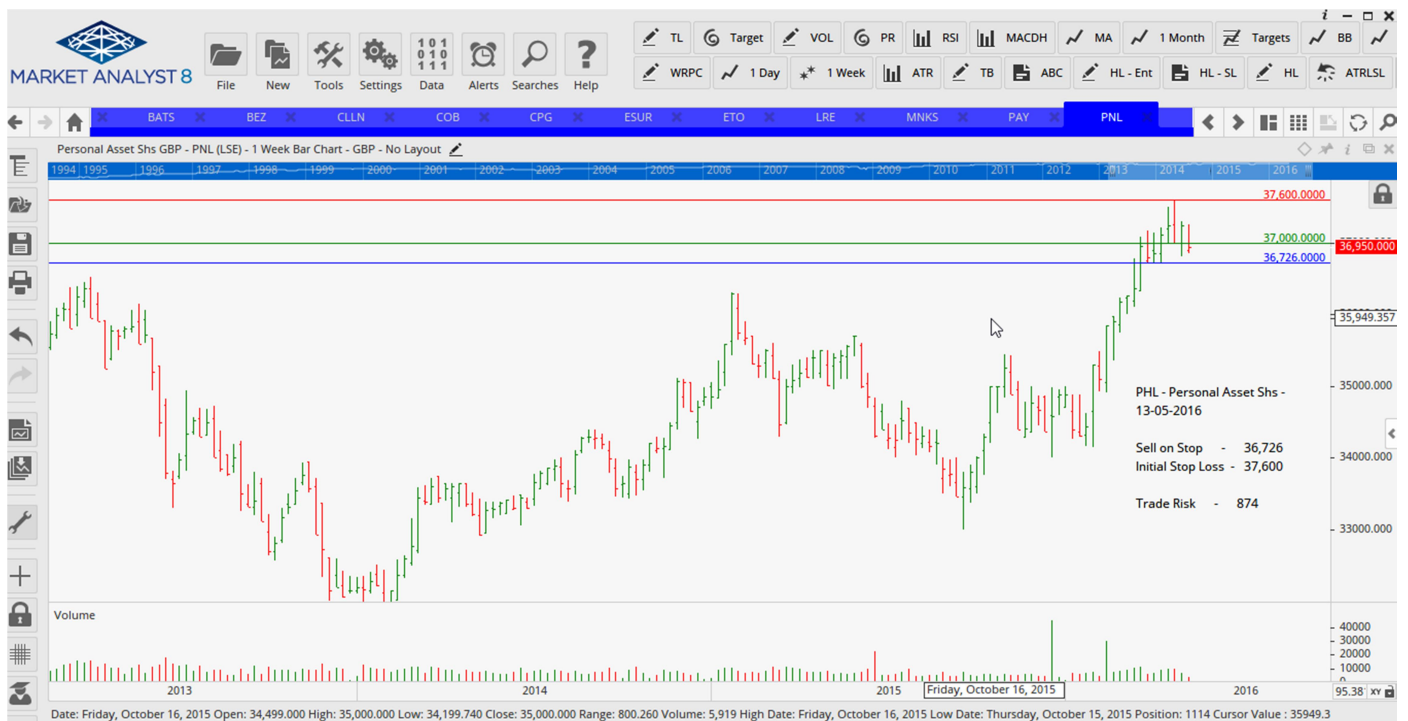 MARKET ANALYST 8
File New Tools Settings Data Alerts Searches Help
TL Target VOL PR RSI MACDH MA 1 Month Targets BB
WRPC 1 Day 1 Week ATR TB ABC HL - Ent HL - SL HL ATRLSL
BATS BEZ CLLN COB CPG ESUR ETO LRE MNKS PAY PNL
Personal Asset Shs GBP - PNL (LSE) - 1 Week Bar Chart - GBP - No Layout
1994 1995 1996 1997 1998 1999 2000 2001 2002 2003 2004 2005 2006 2007 2008 2009 2010 2011 2012 2013 2014 2015 2016
37,600.0000
37,000.0000
36,950.000
36,726.0000
35,949.357
35000.000
PHL - Personal Asset Shs -
13-05-2016
Sell on Stop - 36,726
34000.000
Initial Stop Loss - 37,600
Trade Risk - 874
33000.000
Volume
40000
30000
20000
10000
0
2013 2014 2015 Friday, October 16, 2015 2016 95.38 XY
Date: Friday, October 16, 2015 Open: 34,499.000 High: 35,000.000 Low: 34,199.740 Close: 35,000.000 Range: 800.260 Volume: 5,919 High Date: Friday, October 16, 2015 Low Date: Thursday, October 15, 2015 Position: 1114 Cursor Value : 35949.3